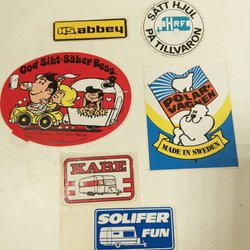 H.S. abbey
SÄTT HJUL
HRF
PÅ TILLVARON
God Sikt-Säker Resa
POLAR-
VAGNEN
MADE IN SWEDEN
KABE
SOLIFER
FUN